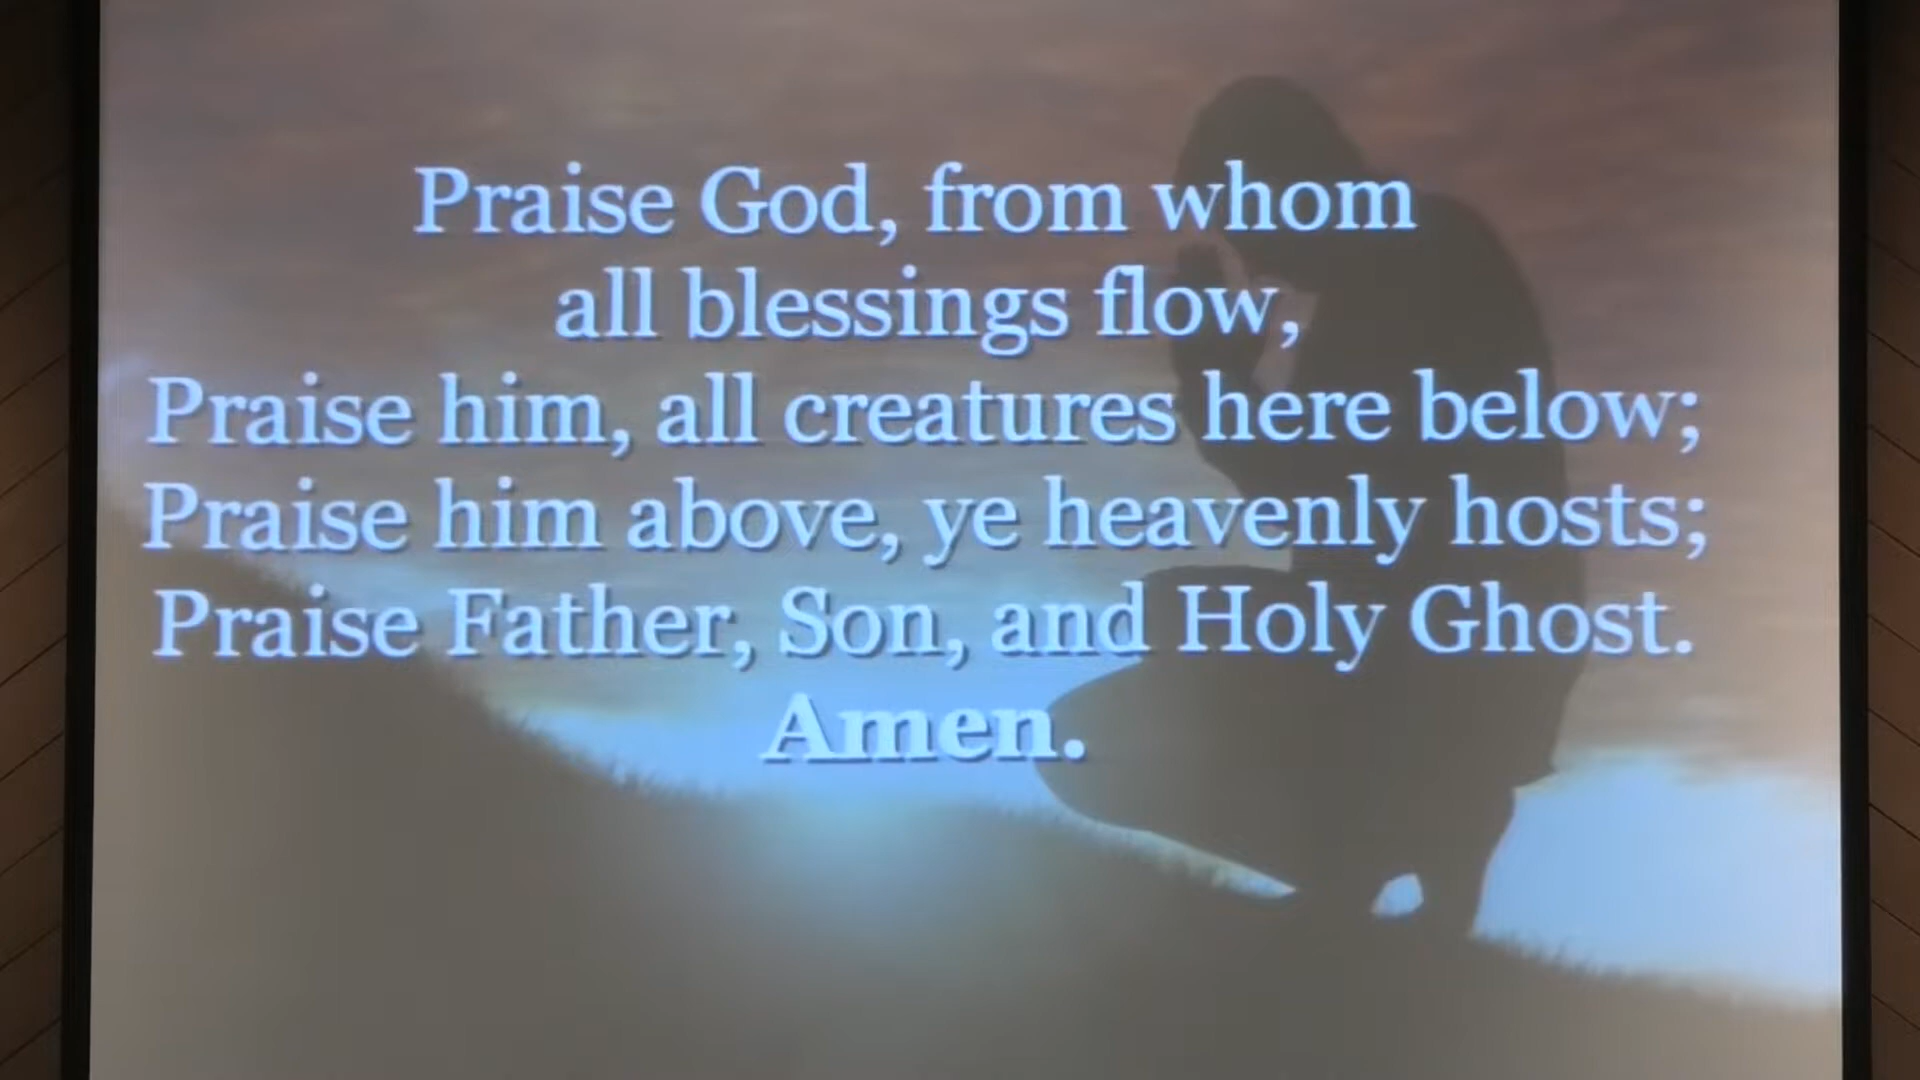 Praise God, from whom
all blessings flow,
Praise him, all creatures here below;
Praise him above, ye heavenly hosts;
Praise Father, Son, and Holy Ghost.
Amen.